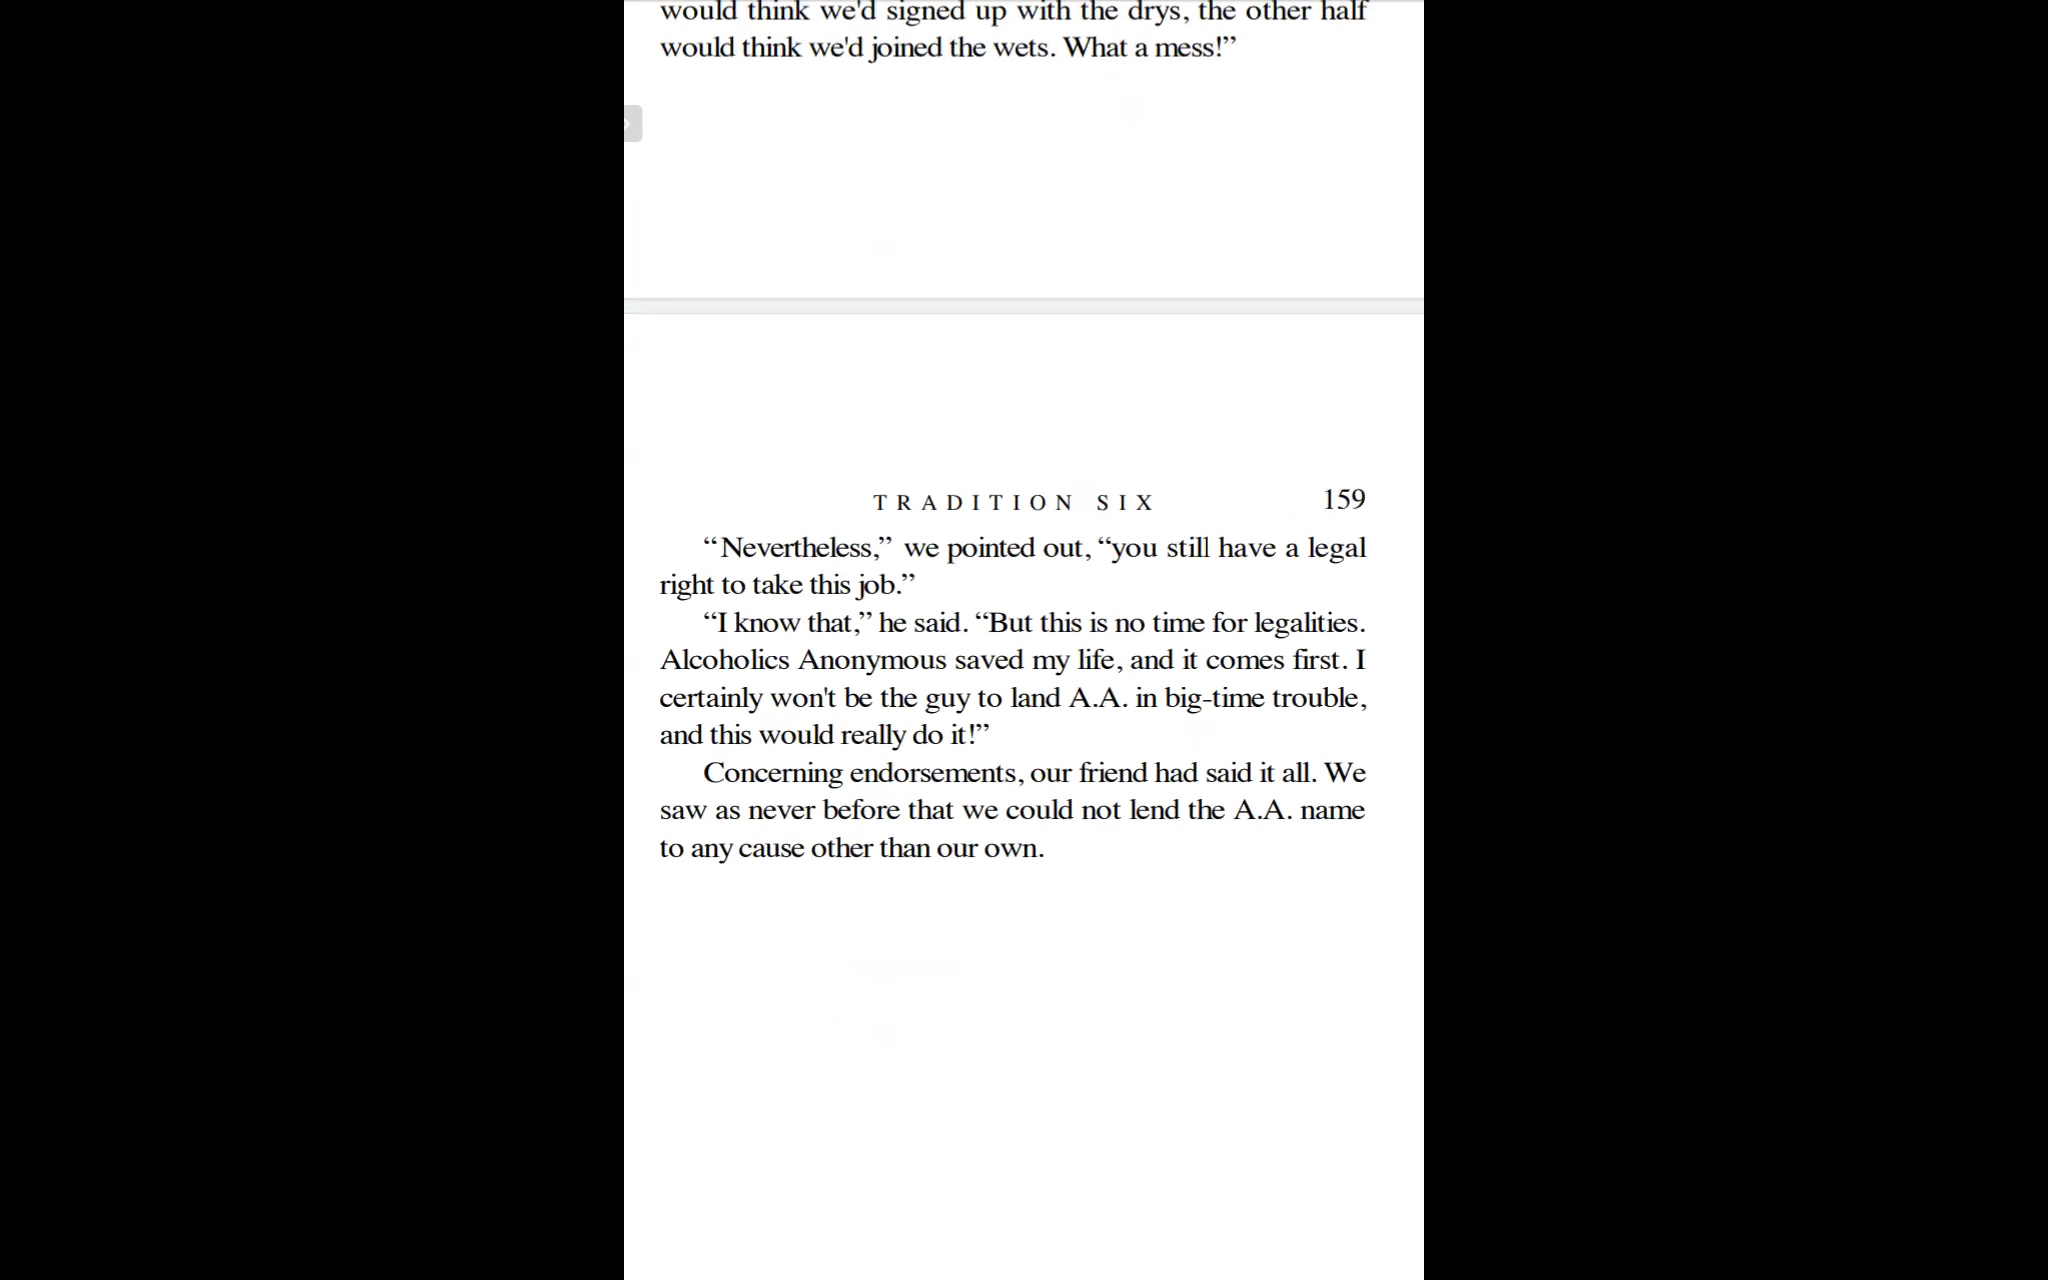 would think we'd signed up with the drys, the other half
would think we'd joined the wets. What a mess!”
TRADITION SIX 159
“Nevertheless,” we pointed out, “you still have a legal
right to take this job.”
“I know that,” he said. “But this is no time for legalities.
Alcoholics Anonymous saved my life, and it comes first. I
certainly won't be the guy to land A.A. in big-time trouble,
and this would really do it!”
Concerning endorsements, our friend had said it all. We
saw as never before that we could not lend the A.A. name
to any cause other than our own.